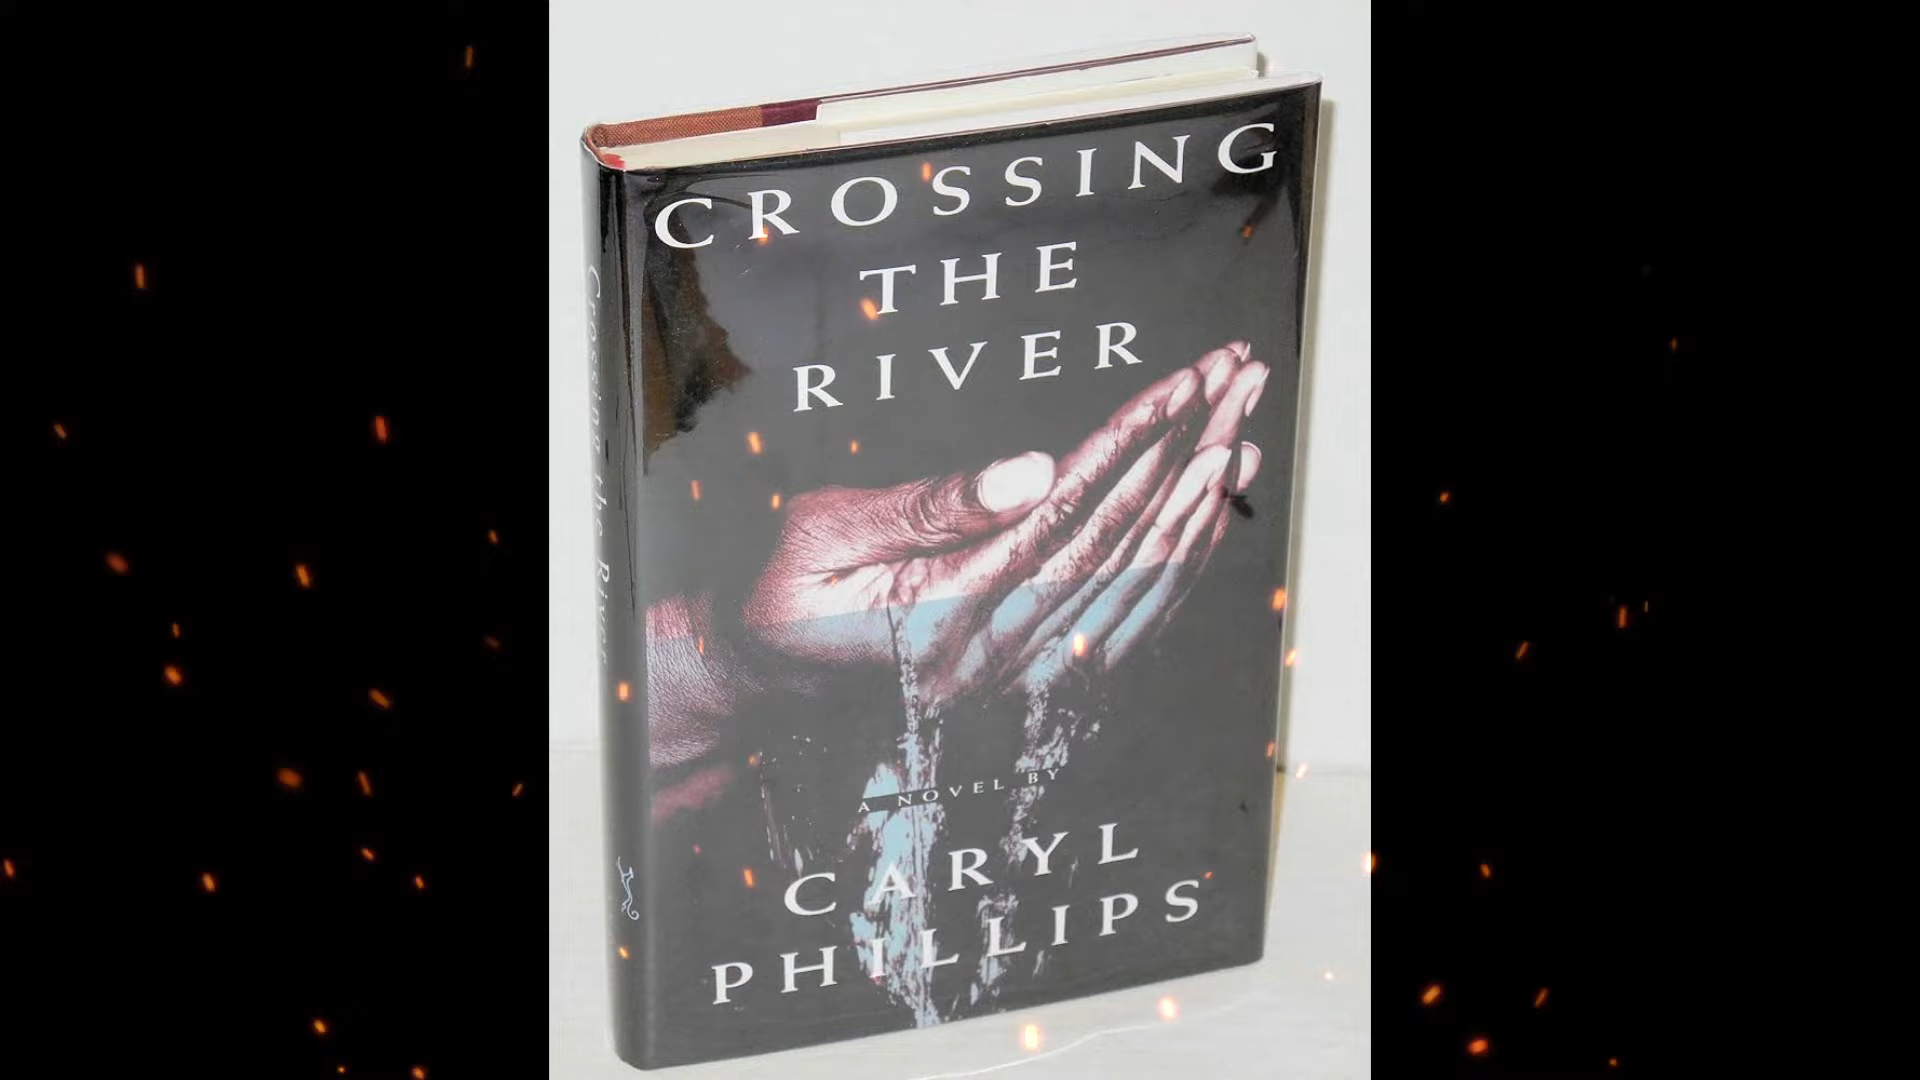 CROSSING
THE
RIVER
A NOVEL BY
CARYL
PHILLIPS
Crossing the River